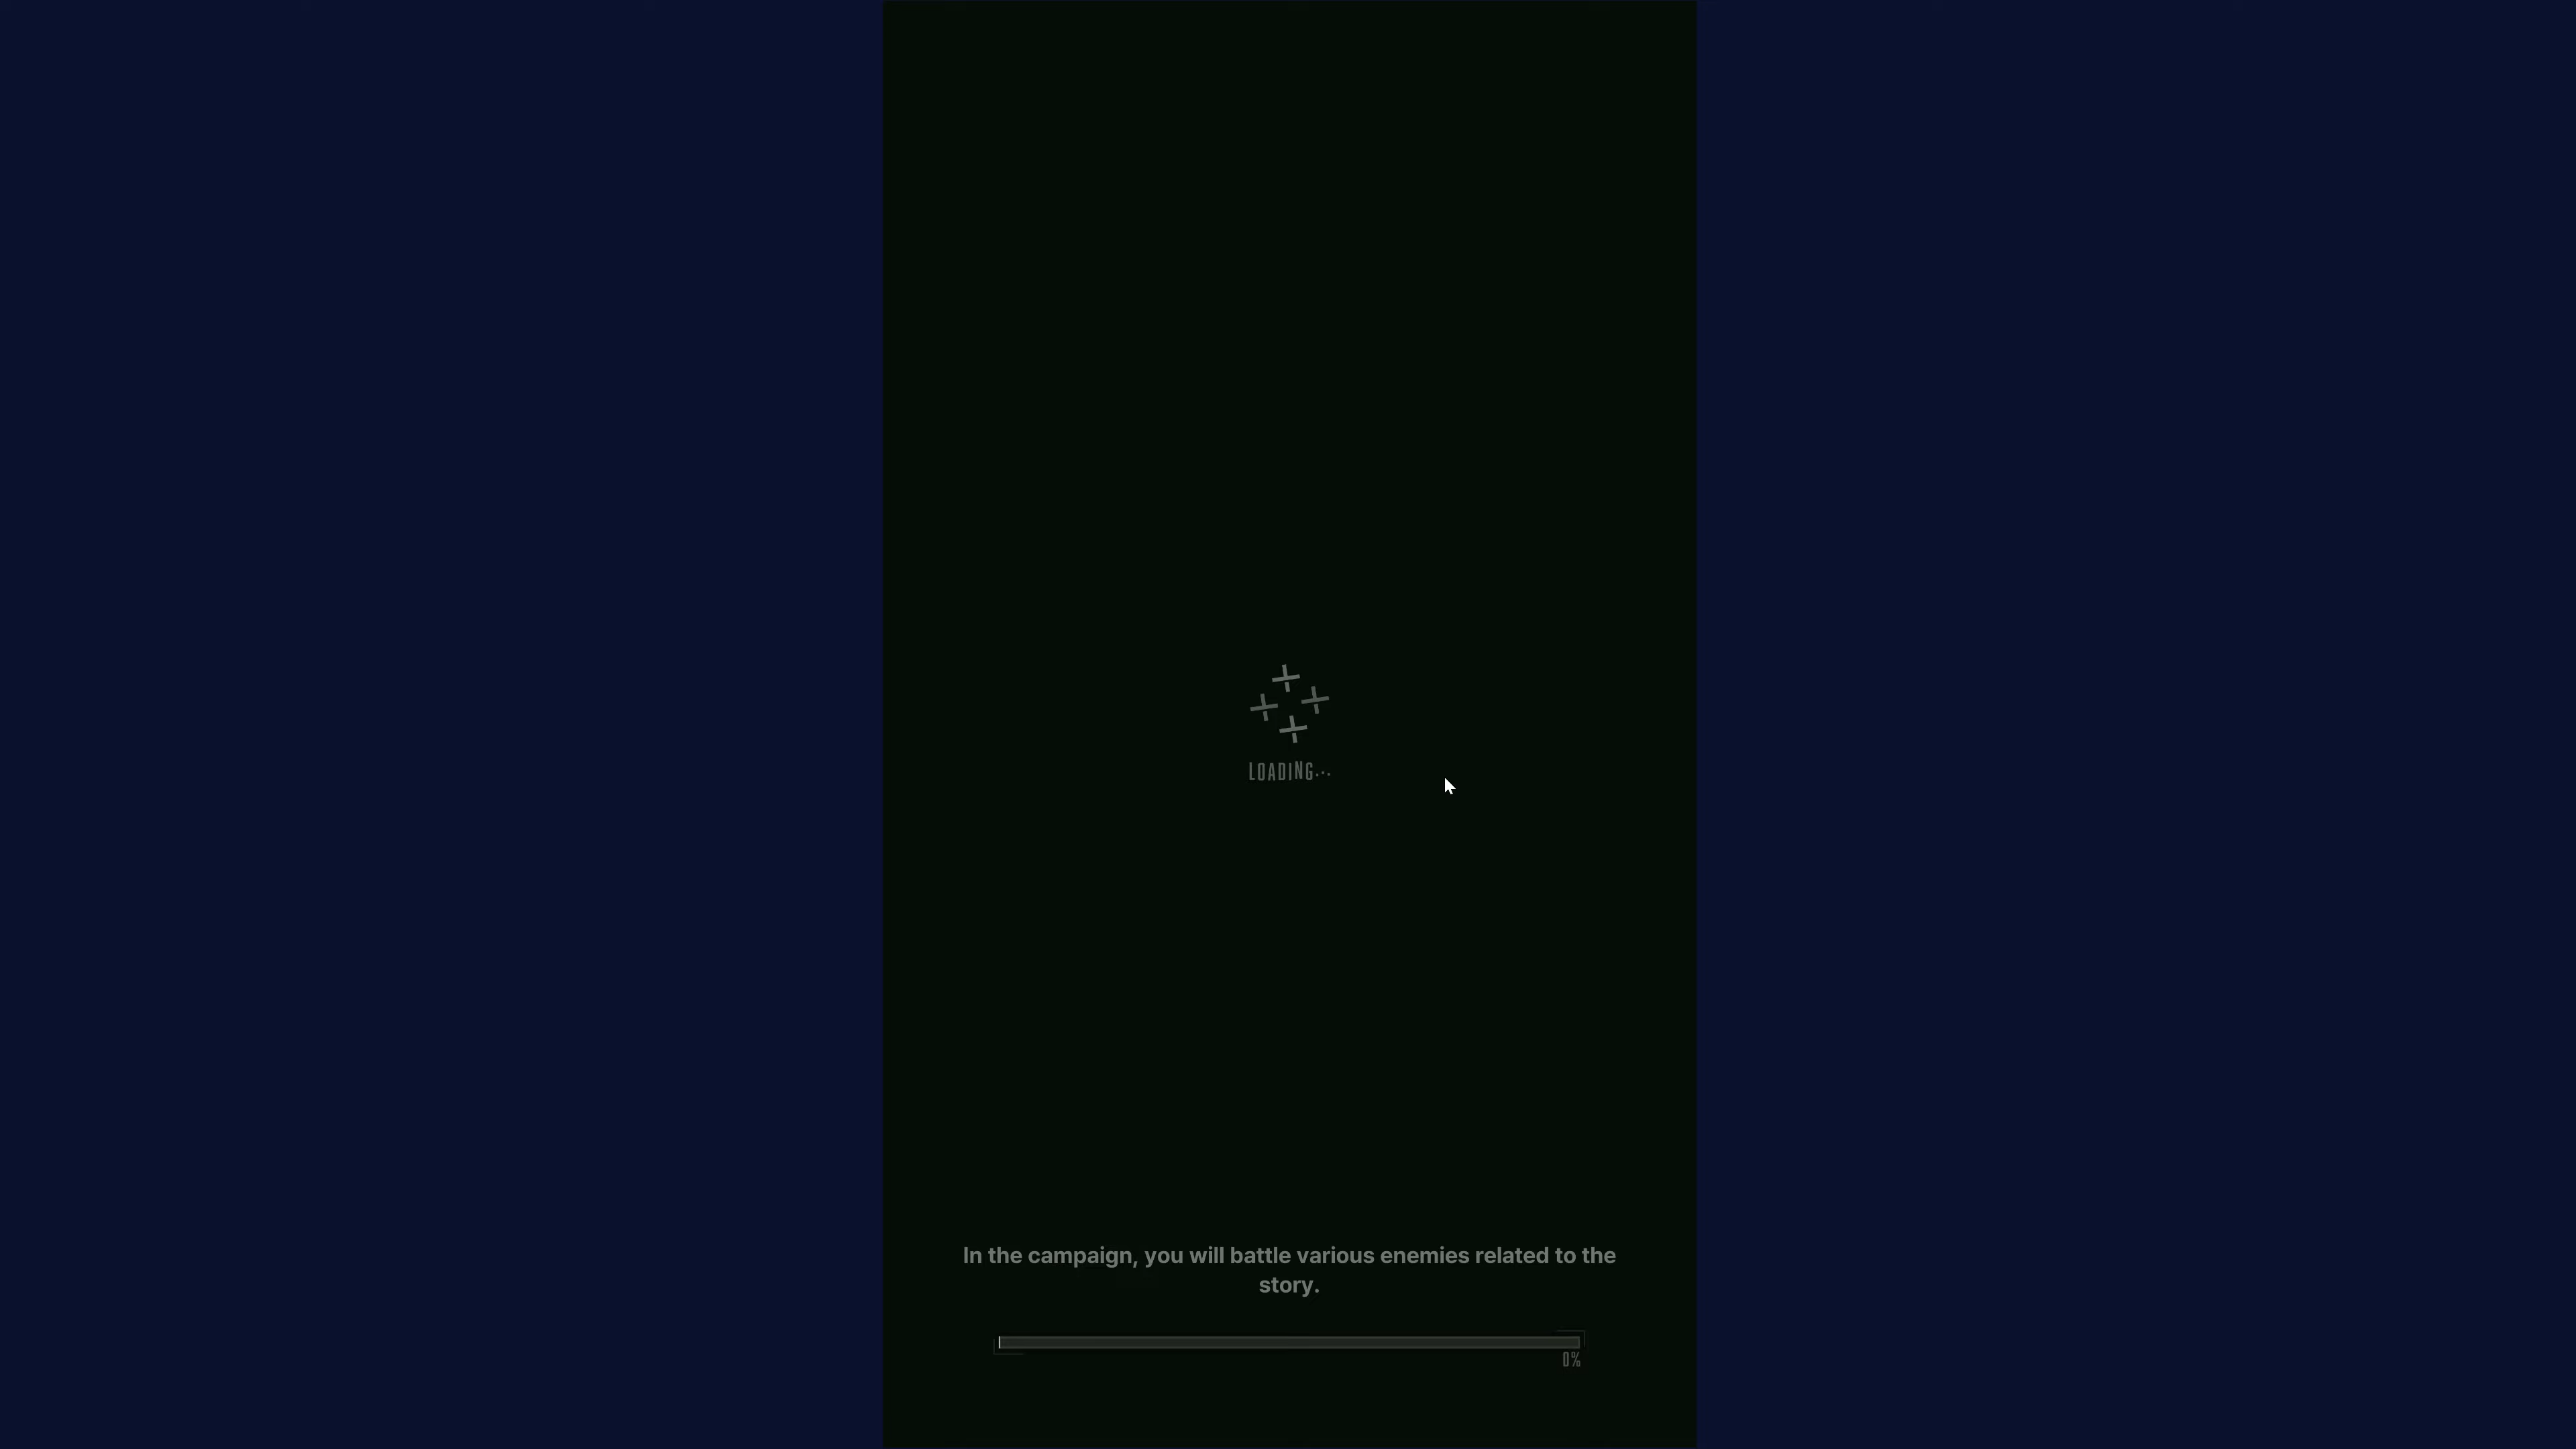 LOADING...
In the campaign, you will battle various enemies related to the
story.
0%